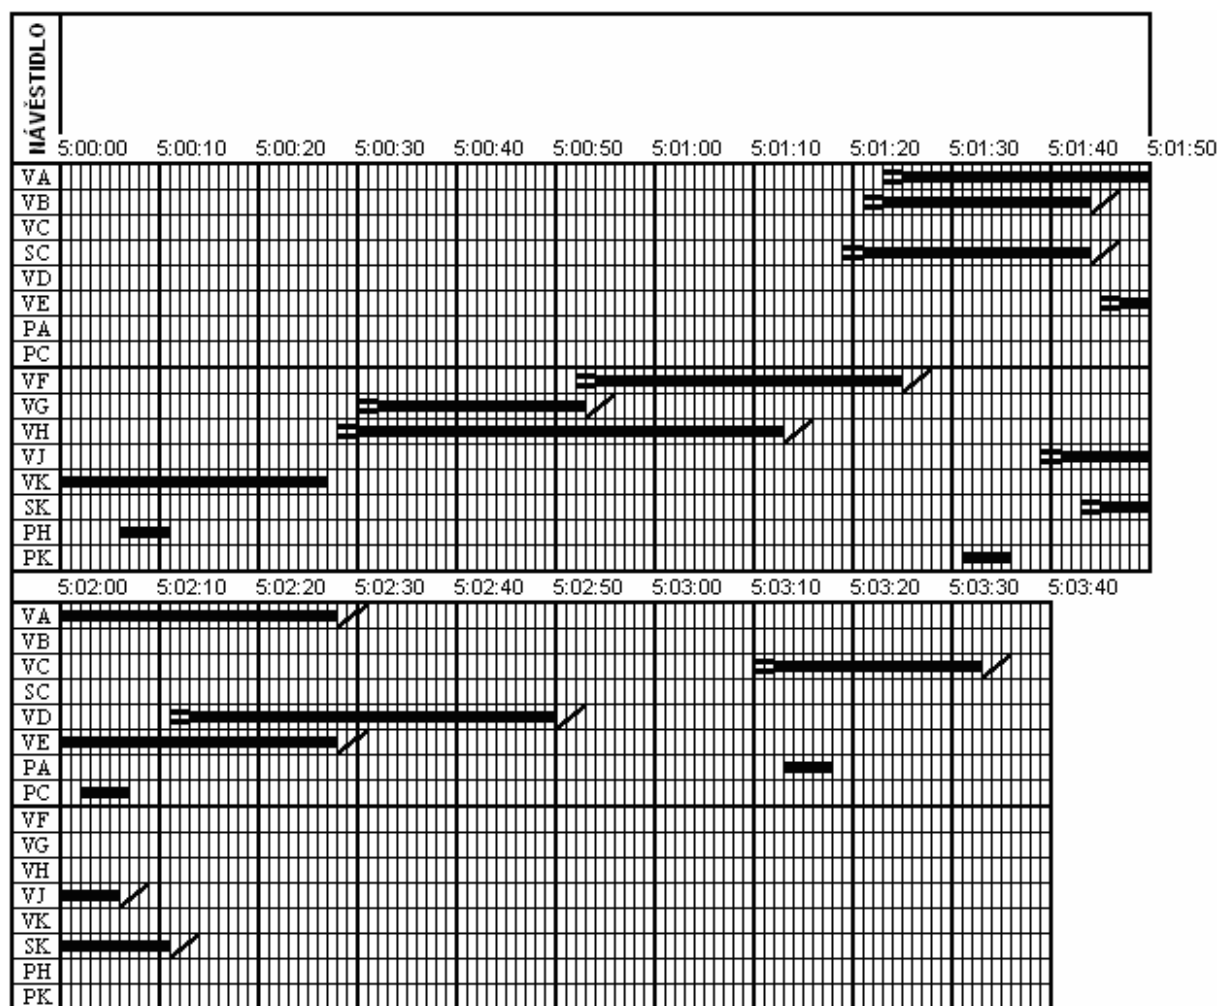 NÁVĚSTIDLO
5:00:00 5:00:10 5:00:20 5:00:30 5:00:40 5:00:50 5:01:00 5:01:10 5:01:20 5:01:30 5:01:40 5:01:50
VA
VB
VC
SC
VD
VE
PA
PC
VF
VG
VH
VJ
VK
SK
PH
PK
5:02:00 5:02:10 5:02:20 5:02:30 5:02:40 5:02:50 5:03:00 5:03:10 5:03:20 5:03:30 5:03:40
VA
VB
VC
SC
VD
VE
PA
PC
VF
VG
VH
VJ
VK
SK
PH
PK